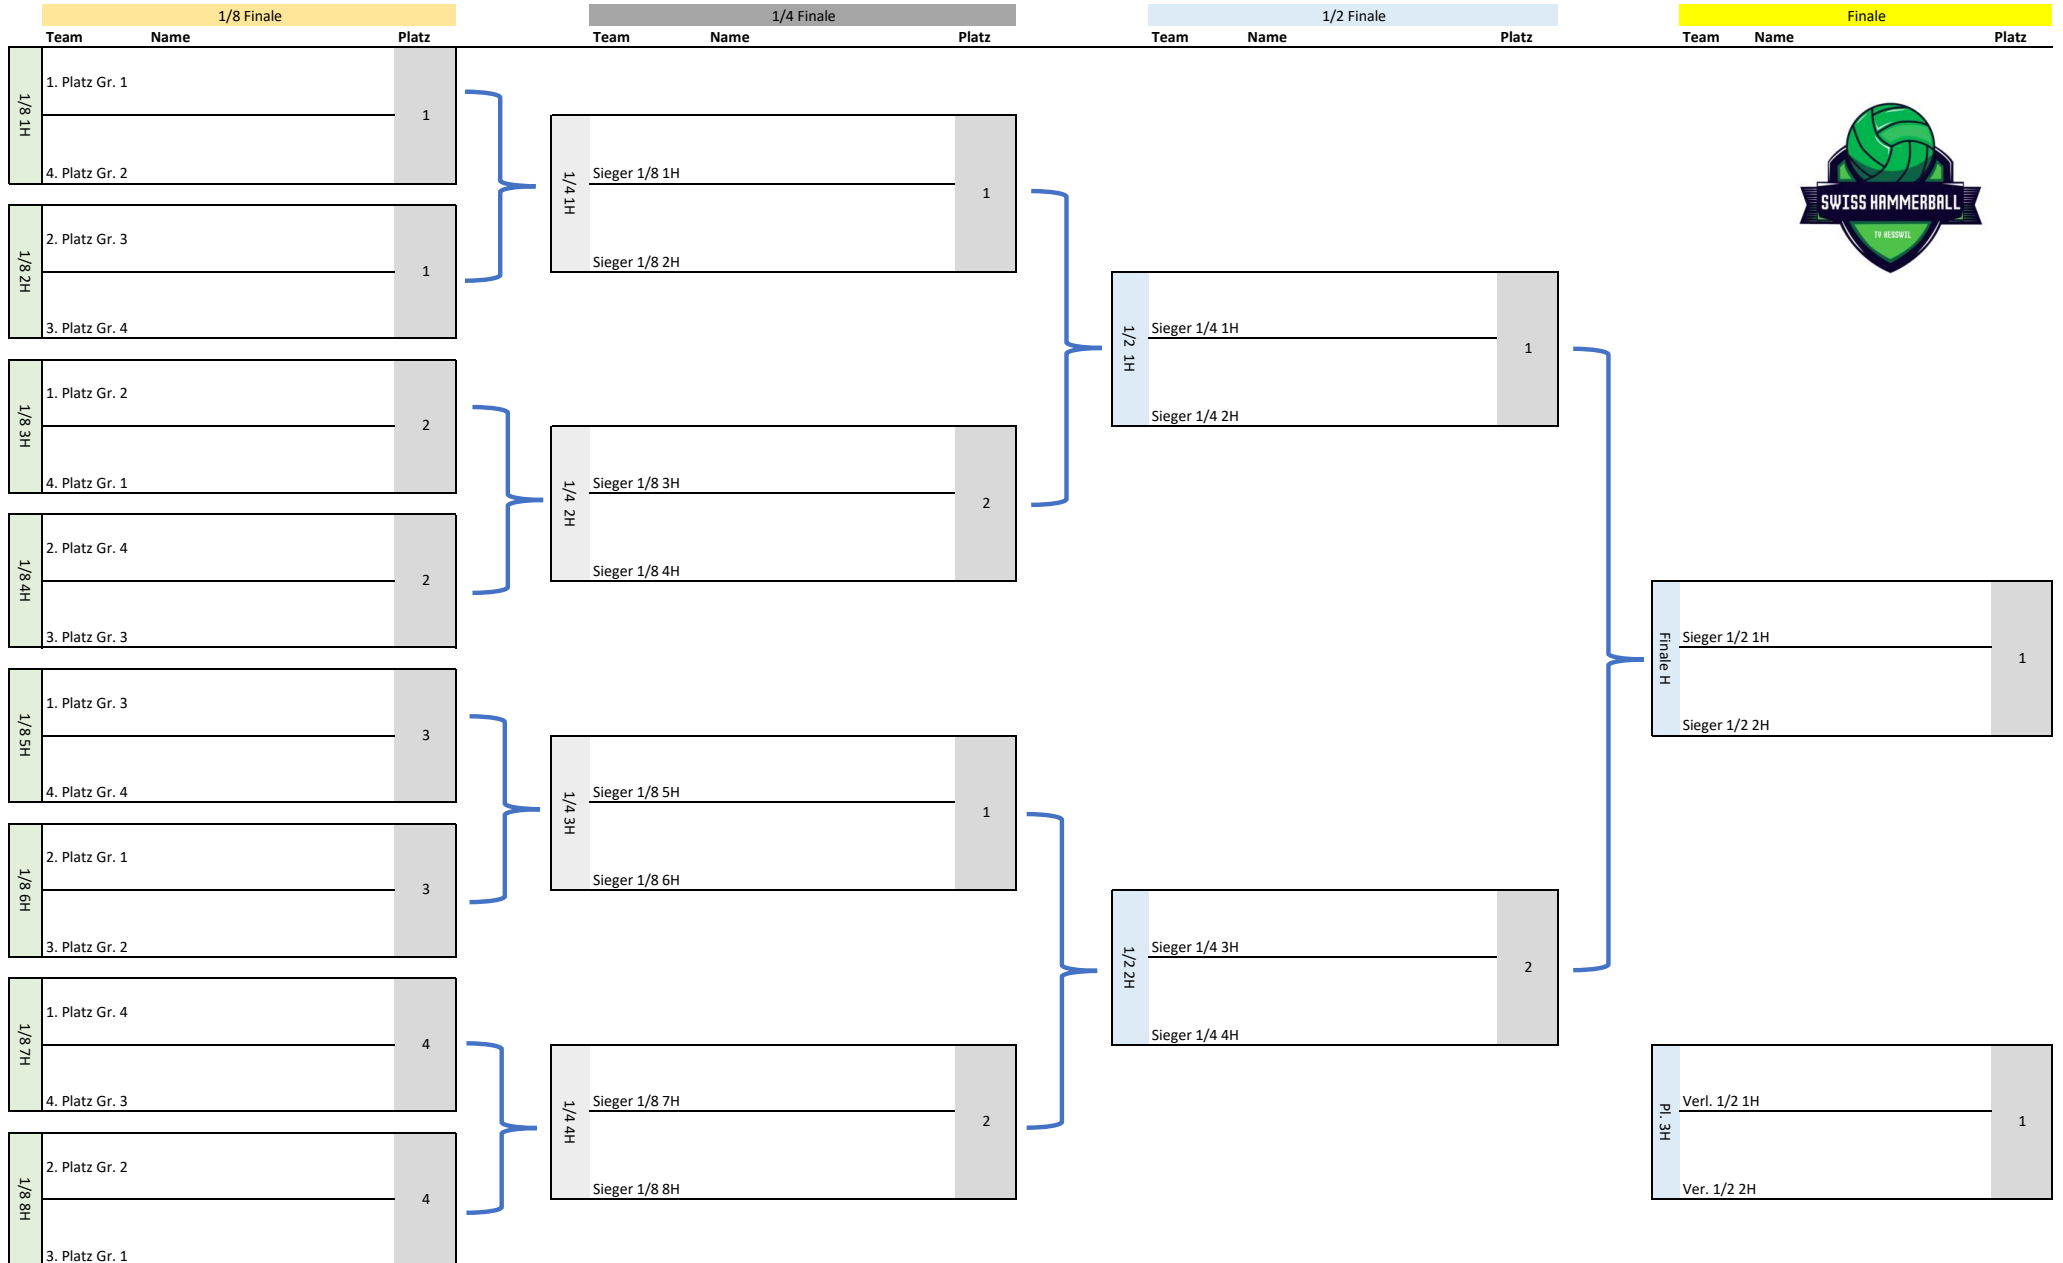 1/8 Finale
Team Name Platz
1/8 1H
1. Platz Gr. 1
1
4. Platz Gr. 2
1/8 2H
2. Platz Gr. 3
1
3. Platz Gr. 4
1/8 3H
1. Platz Gr. 2
2
4. Platz Gr. 1
1/8 4H
2. Platz Gr. 4
2
3. Platz Gr. 3
1/8 5H
1. Platz Gr. 3
3
4. Platz Gr. 4
1/8 6H
2. Platz Gr. 1
3
3. Platz Gr. 2
1/8 7H
1. Platz Gr. 4
4
4. Platz Gr. 3
1/8 8H
2. Platz Gr. 2
4
3. Platz Gr. 1
1/4 Finale
Team Name Platz
1/4 1H
Sieger 1/8 1H
1
Sieger 1/8 2H
1/4 2H
Sieger 1/8 3H
2
Sieger 1/8 4H
1/4 3H
Sieger 1/8 5H
1
Sieger 1/8 6H
1/4 4H
Sieger 1/8 7H
2
Sieger 1/8 8H
1/2 Finale
Team Name Platz
1/2 1H
Sieger 1/4 1H
1
Sieger 1/4 2H
1/2 2H
Sieger 1/4 3H
2
Sieger 1/4 4H
Finale
Team Name Platz
SWISS HAMMERBALL
TV KESSWIL
Finale H
Sieger 1/2 1H
1
Sieger 1/2 2H
Pl. 3H
Verl. 1/2 1H
1
Ver. 1/2 2H